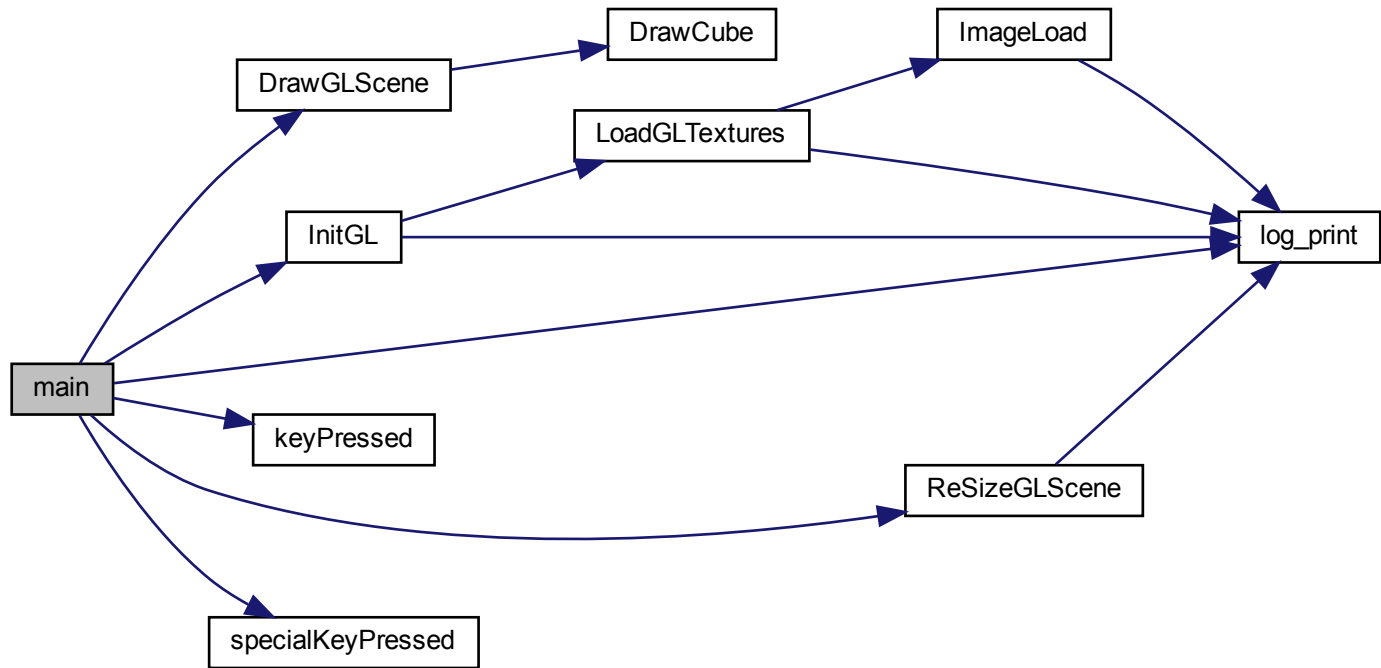 DrawCube
ImageLoad
DrawGLScene
LoadGLTextures
InitGL
log_print
main
keyPressed
ReSizeGLScene
specialKeyPressed